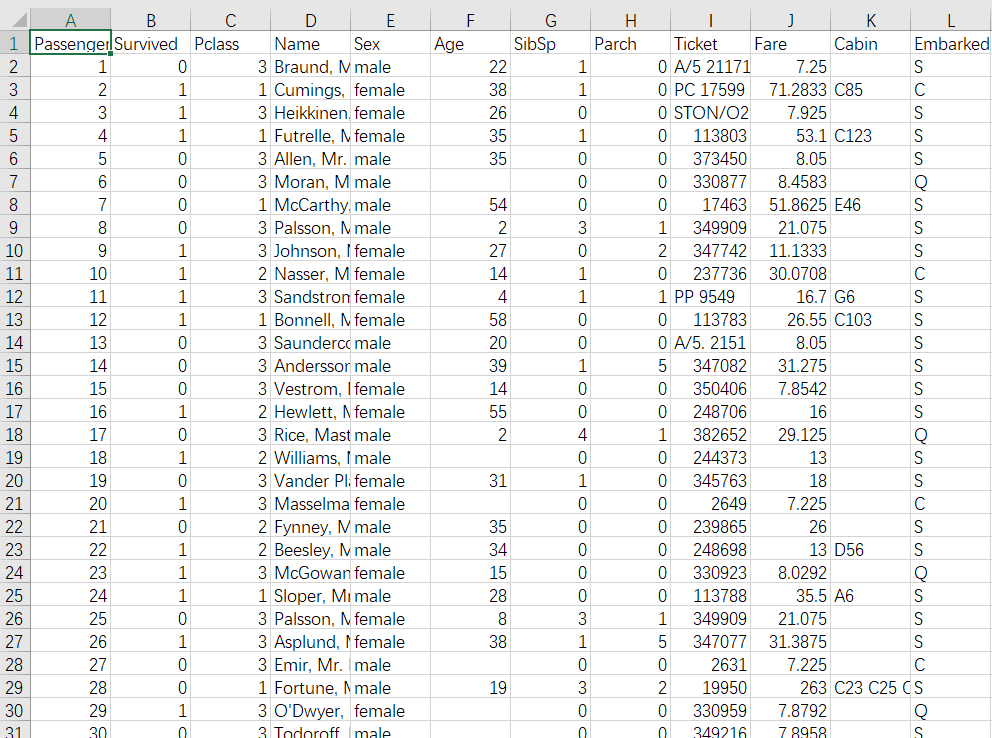 A B C D E F G H I J K L
1 Passenger Survived Pclass Name Sex Age SibSp Parch Ticket Fare Cabin Embarked
2 1 0 3 Braund, M male 22 1 0 A/5 21171 7.25 S
3 2 1 1 Cumings, female 38 1 0 PC 17599 71.2833 C85 C
4 3 1 3 Heikkinen, female 26 0 0 STON/O2 7.925 S
5 4 1 1 Futrelle, M female 35 1 0 113803 53.1 C123 S
6 5 0 3 Allen, Mr. male 35 0 0 373450 8.05 S
7 6 0 3 Moran, M male 0 0 330877 8.4583 Q
8 7 0 1 McCarthy, male 54 0 0 17463 51.8625 E46 S
9 8 0 3 Palsson, M male 2 3 1 349909 21.075 S
10 9 1 3 Johnson, M female 27 0 2 347742 11.1333 S
11 10 1 2 Nasser, M female 14 1 0 237736 30.0708 C
12 11 1 3 Sandstrom female 4 1 1 PP 9549 16.7 G6 S
13 12 1 1 Bonnell, M female 58 0 0 113783 26.55 C103 S
14 13 0 3 Saunderco male 20 0 0 A/5. 2151 8.05 S
15 14 0 3 Andersson male 39 1 5 347082 31.275 S
16 15 0 3 Vestrom, female 14 0 0 350406 7.8542 S
17 16 1 2 Hewlett, M female 55 0 0 248706 16 S
18 17 0 3 Rice, Mast male 2 4 1 382652 29.125 Q
19 18 1 2 Williams, male 0 0 244373 13 S
20 19 0 3 Vander Pl female 31 1 0 345763 18 S
21 20 1 3 Masselma female 0 0 2649 7.225 C
22 21 0 2 Fynney, M male 35 0 0 239865 26 S
23 22 1 2 Beesley, M male 34 0 0 248698 13 D56 S
24 23 1 3 McGowan female 15 0 0 330923 8.0292 Q
25 24 1 1 Sloper, Mr male 28 0 0 113788 35.5 A6 S
26 25 0 3 Palsson, M female 8 3 1 349909 21.075 S
27 26 1 3 Asplund, M female 38 1 5 347077 31.3875 S
28 27 0 3 Emir, Mr. male 0 0 2631 7.225 C
29 28 0 1 Fortune, M male 19 3 2 19950 263 C23 C25 C S
30 29 1 3 O'Dwyer, female 0 0 330959 7.8792 Q
31 30 0 3 Todoroff, male 0 0 349216 7.8958 S